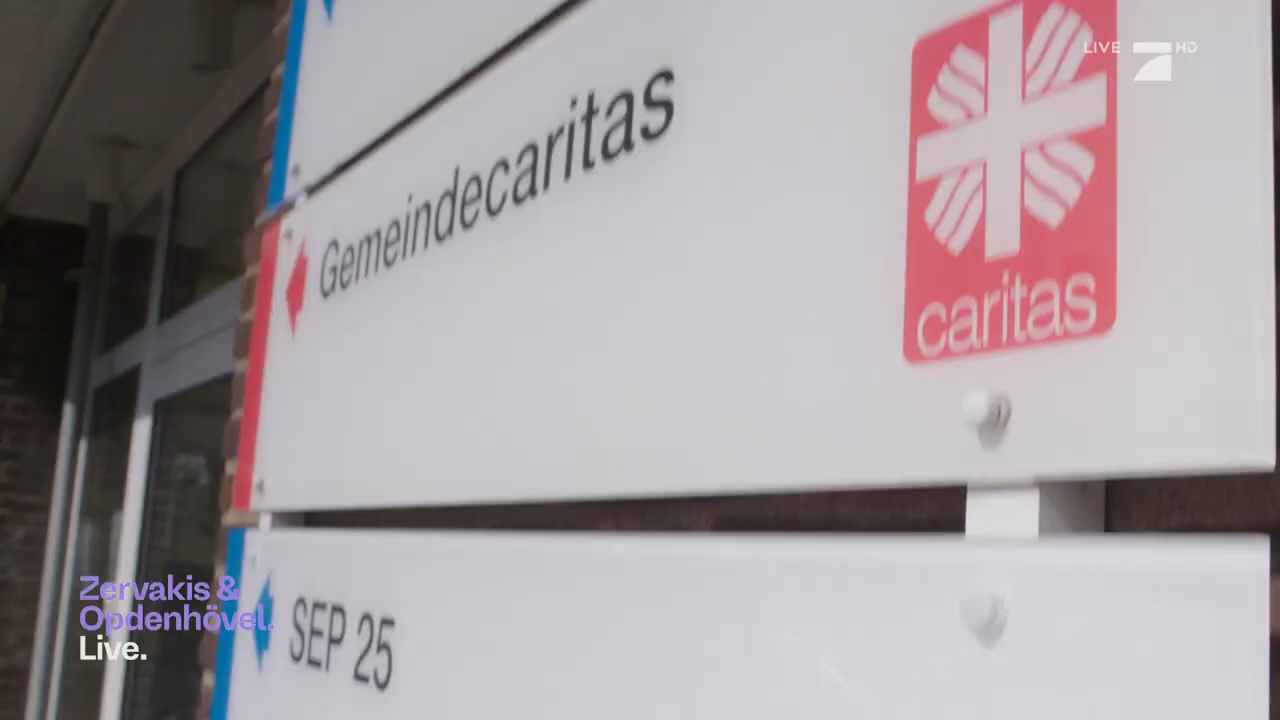 LIVE HD
Gemeindecaritas
caritas
SEP 25
Zervakis &
Opdenhövel.
Live.